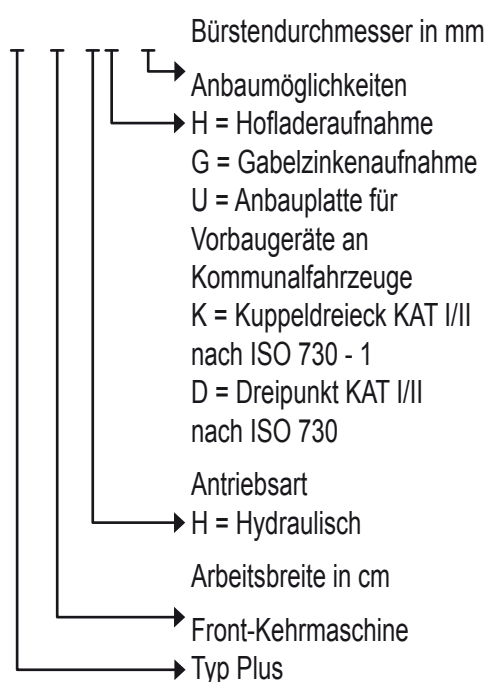 Bürstendurchmesser in mm
Anbaumöglichkeiten
H = Hofladeraufnahme
G = Gabelzinkenaufnahme
U = Anbauplatte für
Vorbaugeräte an
Kommunalfahrzeuge
K = Kuppeldreieck KAT I/II
nach ISO 730 - 1
D = Dreipunkt KAT I/II
nach ISO 730
Antriebsart
H = Hydraulisch
Arbeitsbreite in cm
Front-Kehrmaschine
Typ Plus